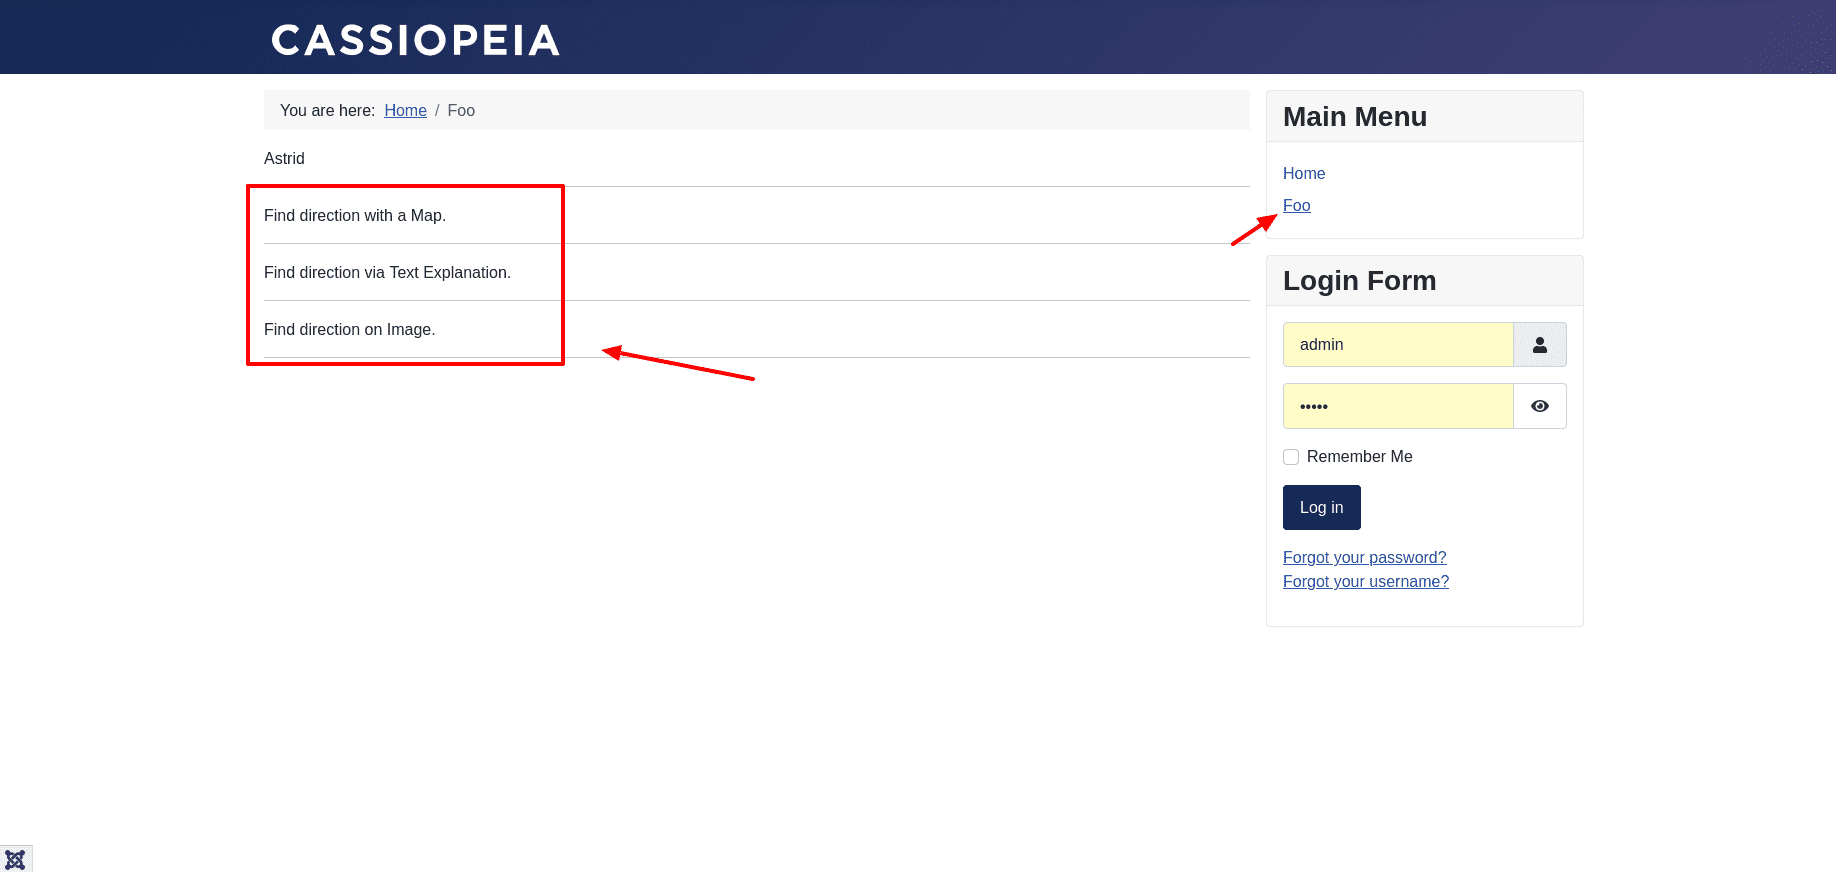 CASSIOPEIA
You are here: Home / Foo
Astrid
Find direction with a Map.
Find direction via Text Explanation.
Find direction on Image.
Main Menu
Home
Foo
Login Form
admin
•••••
Remember Me
Log in
Forgot your password?
Forgot your username?